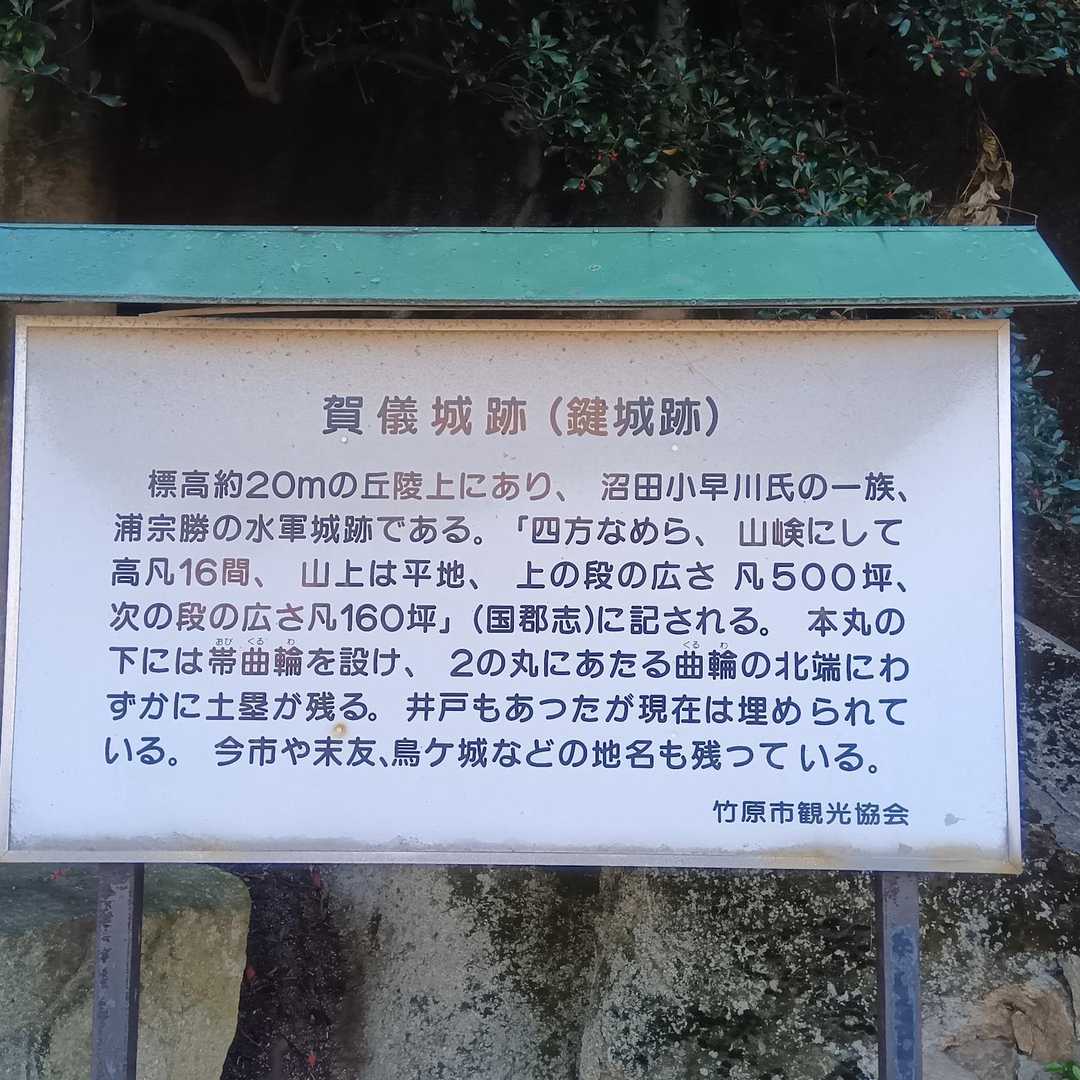 賀儀城跡(鍵城跡)
標高約20mの丘陵上にあり、沼田小早川氏の一族、
浦宗勝の水軍城跡である。「四方なめら、山峻にして
高凡16間、山上は平地、上の段の広さ凡500坪、
次の段の広さ凡160坪」(国郡志)に記される。本丸の
下には帯曲輪を設け、2の丸にあたる曲輪の北端にわ
ずかに土塁が残る。井戸もあったが現在は埋められて
いる。今市や末友、鳥ケ城などの地名も残つている。
竹原市観光協会